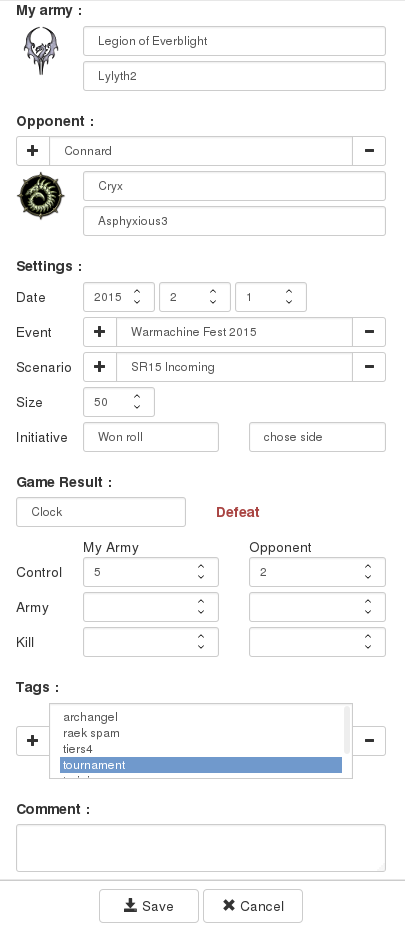 My army :
Legion of Everblight
Lylyth2
Opponent :
Connard
Cryx
Asphyxious3
Settings :
Date 2015 2 1
Event Warmachine Fest 2015
Scenario SR15 Incoming
Size 50
Initiative Won roll chose side
Game Result :
Clock Defeat
My Army Opponent
Control 5 2
Army
Kill
Tags :
archangel
raek spam
tiers4
tournament
Comment :
Save Cancel